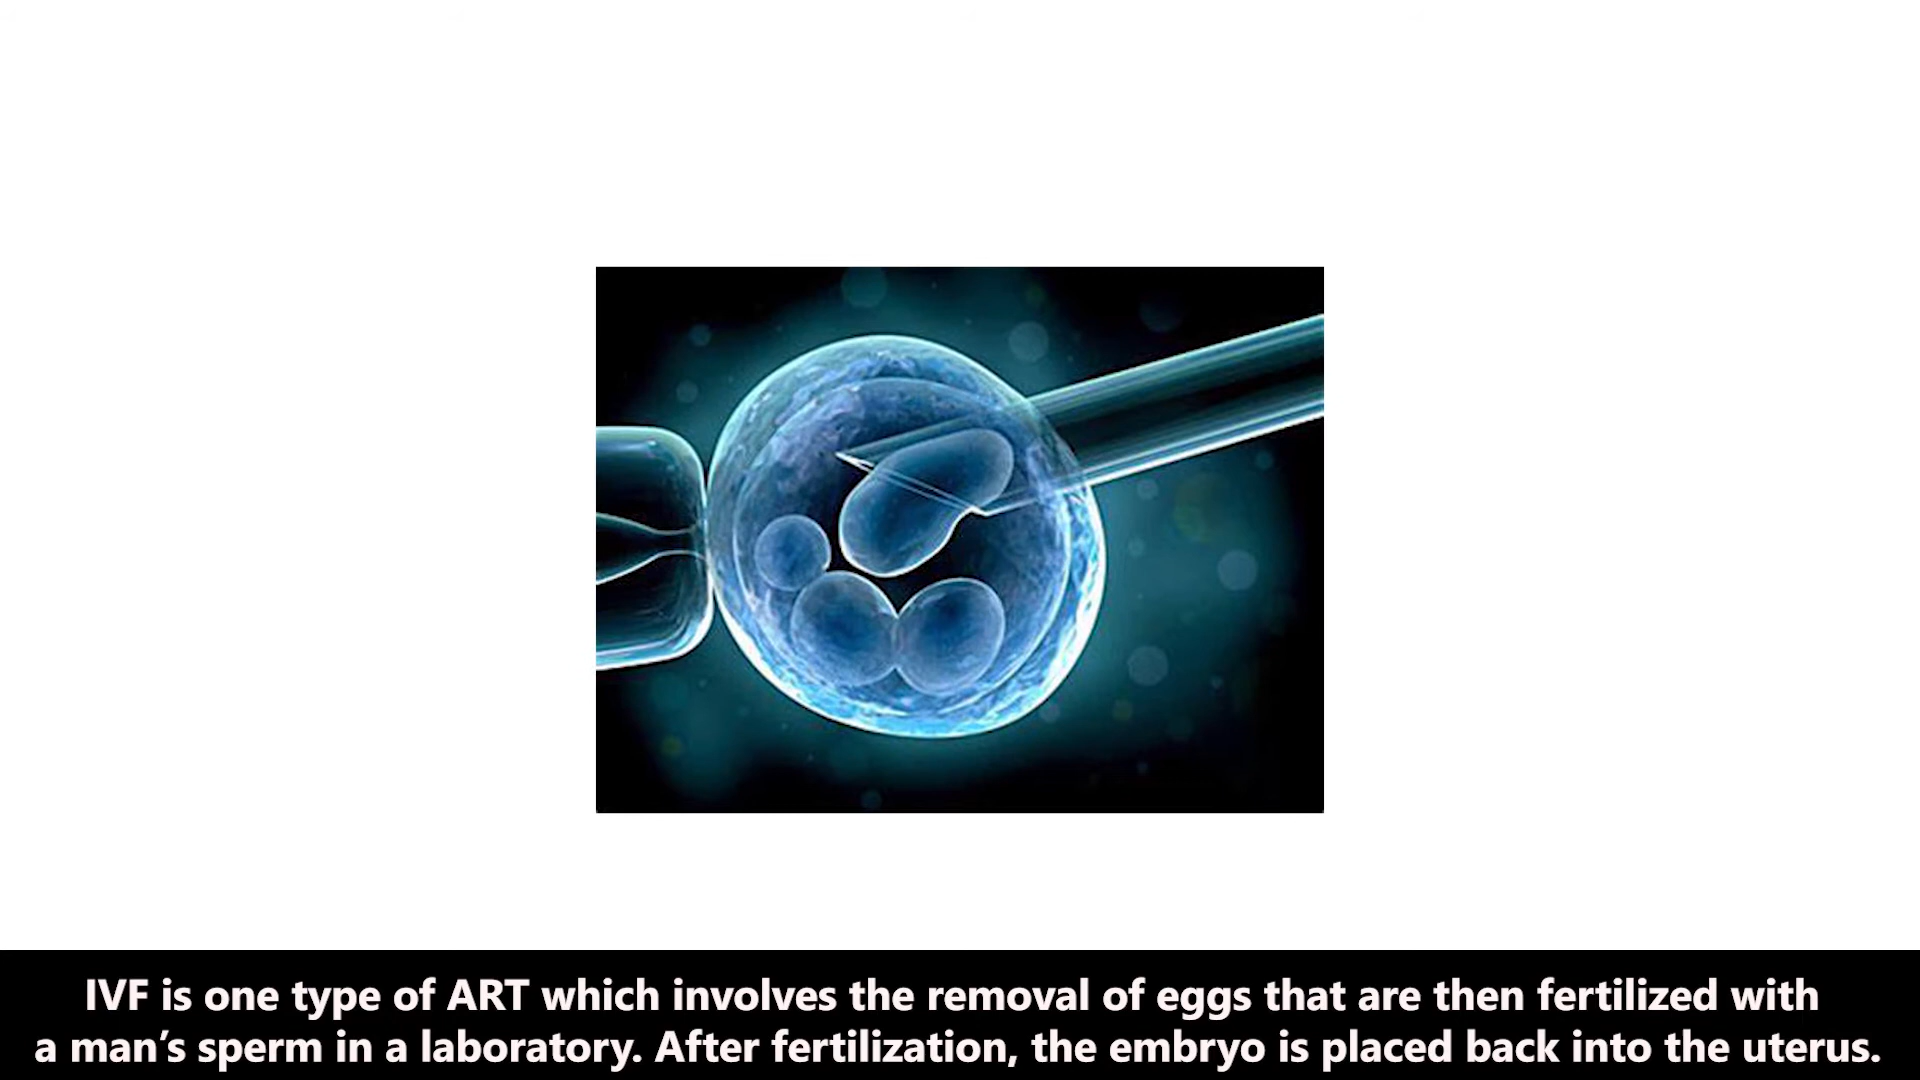 IVF is one type of ART which involves the removal of eggs that are then fertilized with
a man’s sperm in a laboratory. After fertilization, the embryo is placed back into the uterus.